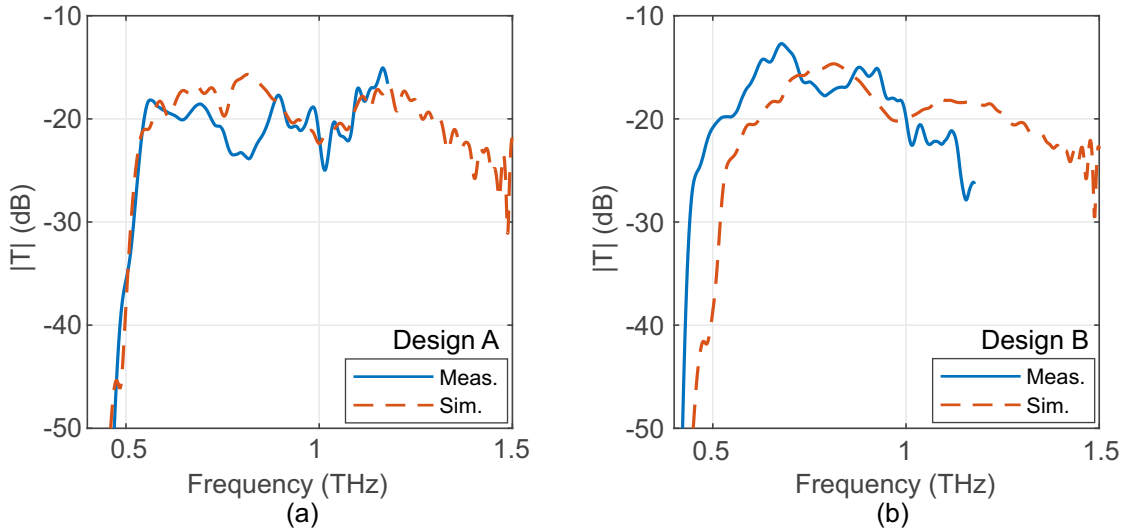 -10
-20
-30
-40
-50
|T| (dB)
0.5
1
1.5
Frequency (THz)
Design A
Meas.
Sim.
(a)
-10
-20
-30
-40
-50
|T| (dB)
0.5
1
1.5
Frequency (THz)
Design B
Meas.
Sim.
(b)